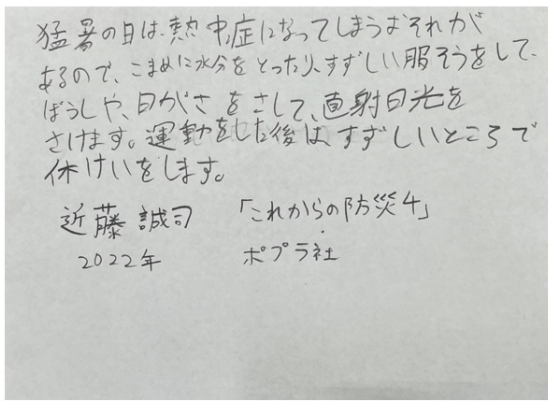 猛暑の日は、熱中症になってしまうおそれが
あるので、こまめに水分をとったり、すずしい服そうをして、
ぼうしや、日がさをさして、直射日光を
さけます。運動をした後は、すずしいところで
休けいをします。
近藤 誠司 「これからの防災4」
2022年 ポプラ社